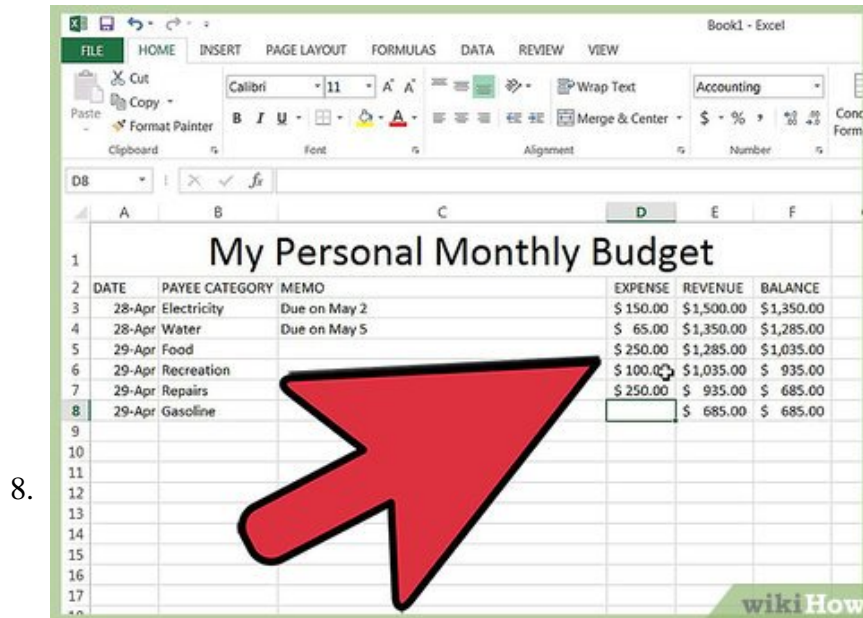 Book1 - Excel
FILE HOME INSERT PAGE LAYOUT FORMULAS DATA REVIEW VIEW
Cut
Copy
Paste
Format Painter
Calibri 11
B I U
Wrap Text
Merge & Center
Accounting
$ %
Clipboard Font Alignment Number
D8 fx
A B C D E F
1 My Personal Monthly Budget
2 DATE PAYEE CATEGORY MEMO EXPENSE REVENUE BALANCE
3 28-Apr Electricity Due on May 2 $ 150.00 $1,500.00 $1,350.00
4 28-Apr Water Due on May 5 $ 65.00 $1,350.00 $1,285.00
5 29-Apr Food $ 250.00 $1,285.00 $1,035.00
6 29-Apr Recreation $ 100.0 $1,035.00 $ 935.00
7 29-Apr Repairs $ 250.00 $ 935.00 $ 685.00
8 29-Apr Gasoline $ 685.00 $ 685.00
9
10
11
12
13
14
15
16
17
8.
wikiHow